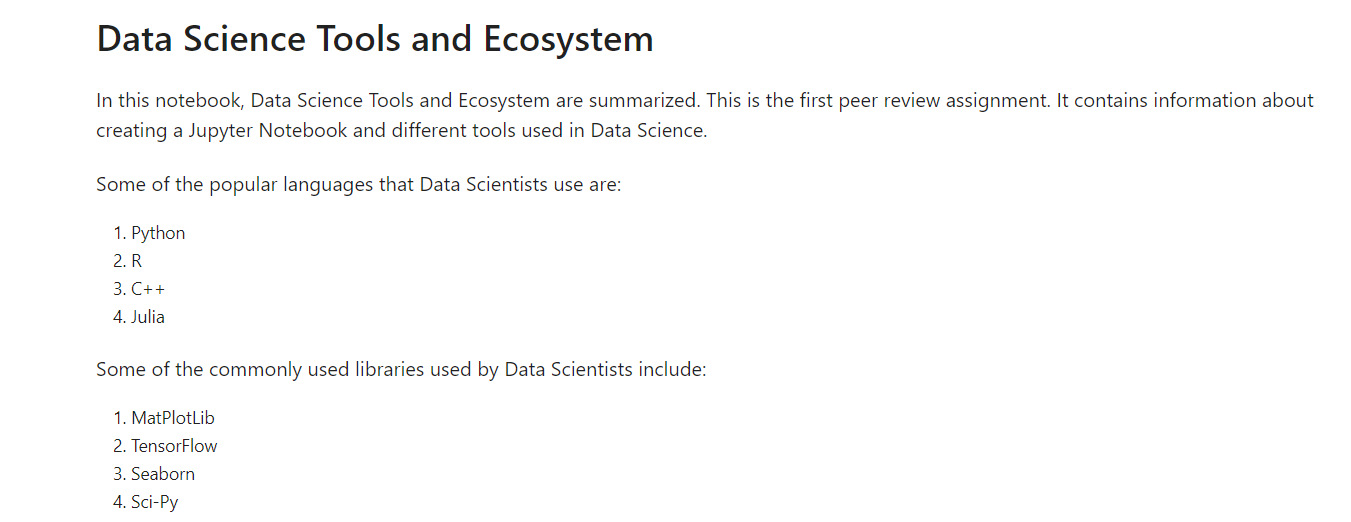 Data Science Tools and Ecosystem
In this notebook, Data Science Tools and Ecosystem are summarized. This is the first peer review assignment. It contains information about
creating a Jupyter Notebook and different tools used in Data Science.
Some of the popular languages that Data Scientists use are:
1. Python
2. R
3. C++
4. Julia
Some of the commonly used libraries used by Data Scientists include:
1. MatPlotLib
2. TensorFlow
3. Seaborn
4. Sci-Py